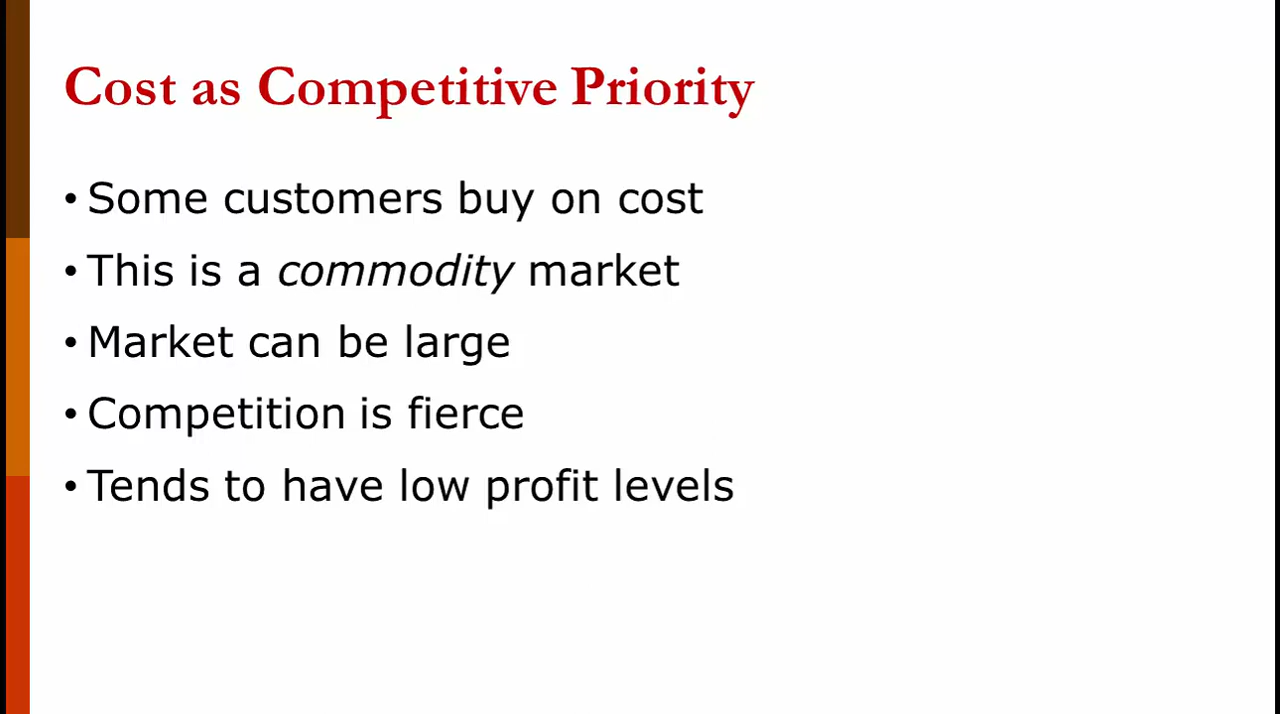 Cost as Competitive Priority
• Some customers buy on cost
• This is a commodity market
• Market can be large
• Competition is fierce
• Tends to have low profit levels